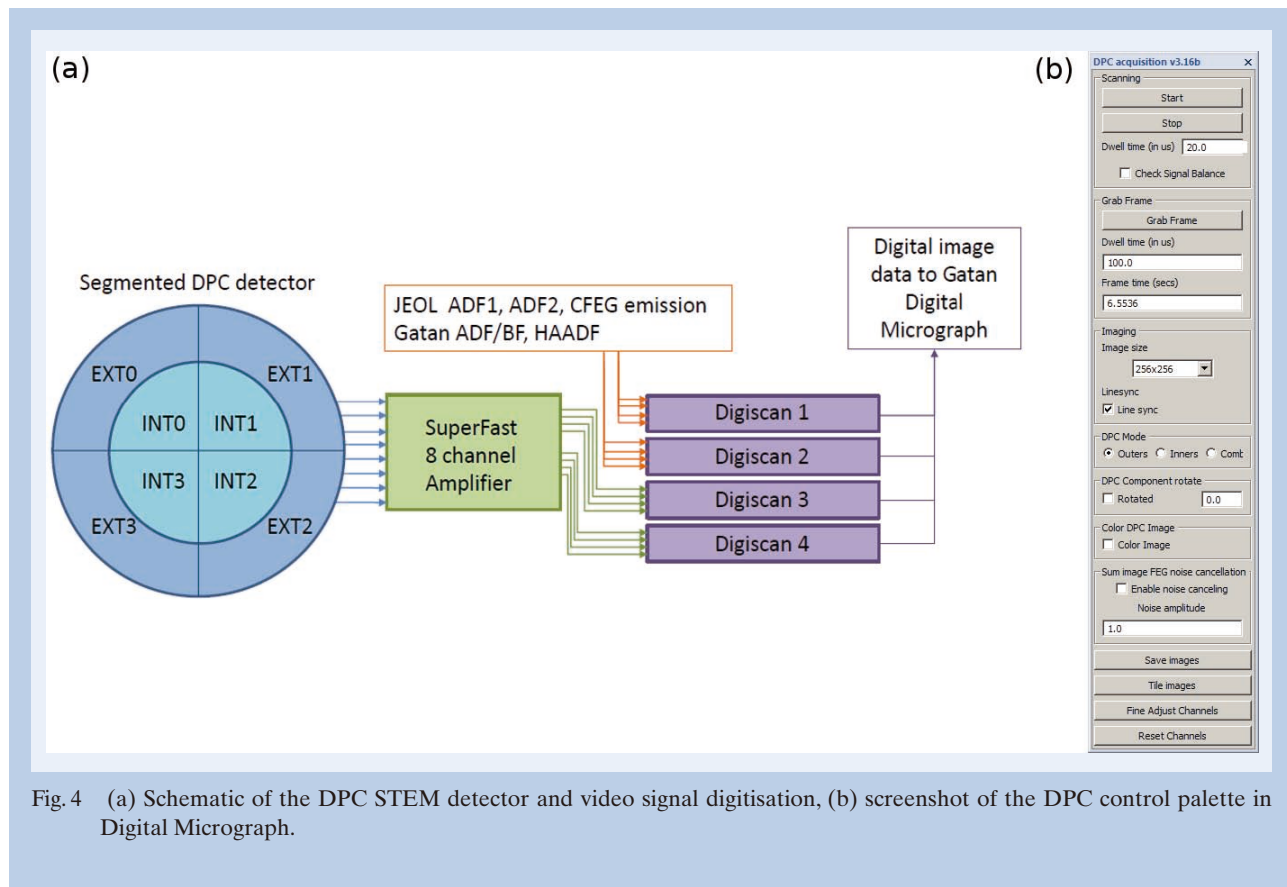 (a)
Segmented DPC detector
EXT0
EXT1
INT0
INT1
INT3
INT2
EXT3
EXT2
SuperFast
8 channel
Amplifier
JEOL ADF1, ADF2, CFEG emission
Gatan ADF/BF, HAADF
Digiscan 1
Digiscan 2
Digiscan 3
Digiscan 4
Digital image
data to Gatan
Digital
Micrograph
(b)
DPC acquisition v3.16b x
Scanning
Start
Stop
Dwell time (in us) 20.0
Check Signal Balance
Grab Frame
Grab Frame
Dwell time (in us)
100.0
Frame time (secs)
6.5536
Imaging
Image size
256x256
Linesync
Line sync
DPC Mode
Outers Inners Comb
DPC Component rotate
Rotated 0.0
Color DPC Image
Color Image
Sum image FEG noise cancellation
Enable noise canceling
Noise amplitude
1.0
Save images
Tile images
Fine Adjust Channels
Reset Channels
Fig. 4 (a) Schematic of the DPC STEM detector and video signal digitisation, (b) screenshot of the DPC control palette in
Digital Micrograph.